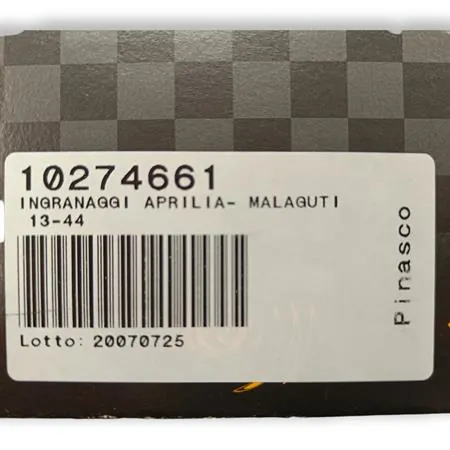 10274661
INGRANAGGI APRILIA- MALAGUTI
13-44
Lotto: 20070725
Pinasco